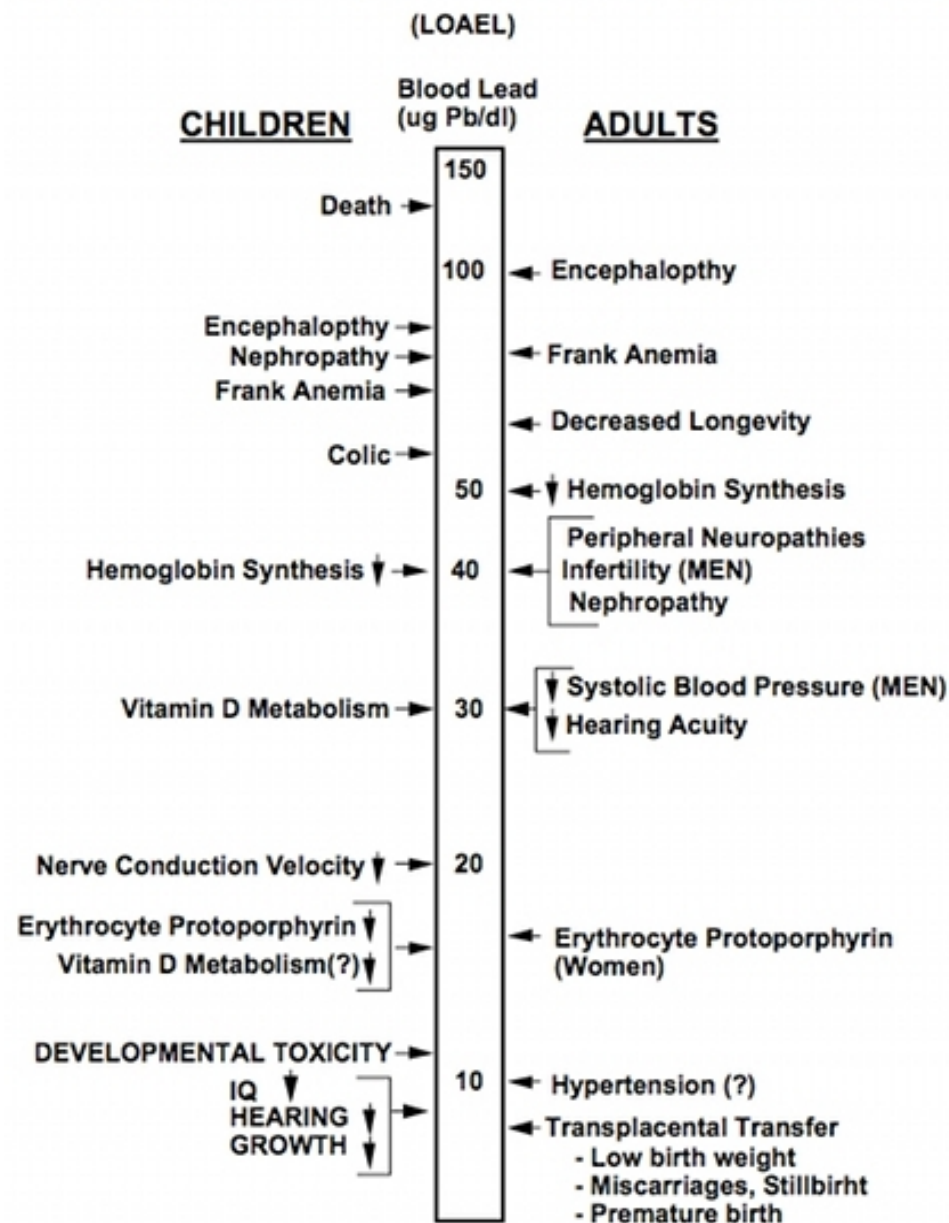 (LOAEL)
Blood Lead
(ug Pb/dl)
CHILDREN
ADULTS
150
Death
100
Encephalopthy
Encephalopthy
Nephropathy
Frank Anemia
Frank Anemia
Decreased Longevity
Colic
50
Hemoglobin Synthesis
Peripheral Neuropathies
Hemoglobin Synthesis
40
Infertility (MEN)
Nephropathy
Systolic Blood Pressure (MEN)
Vitamin D Metabolism
30
Hearing Acuity
Nerve Conduction Velocity
20
Erythrocyte Protoporphyrin
Vitamin D Metabolism(?)
Erythrocyte Protoporphyrin
(Women)
DEVELOPMENTAL TOXICITY
IQ
HEARING
GROWTH
10
Hypertension (?)
Transplacental Transfer
- Low birth weight
- Miscarriages, Stillbirht
- Premature birth